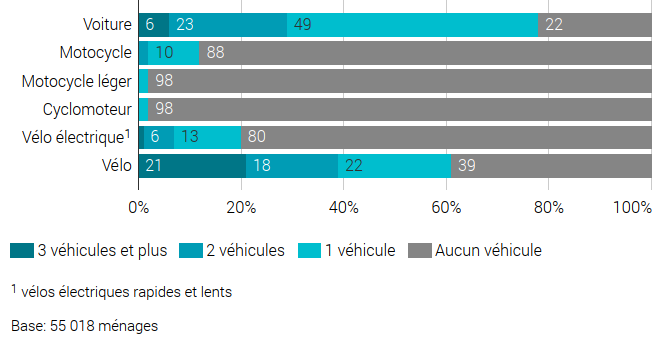 Voiture 6 23 49 22
Motocycle 10 88
Motocycle léger 98
Cyclomoteur 98
Vélo électrique¹ 6 13 80
Vélo 21 18 22 39
0% 20% 40% 60% 80% 100%
3 véhicules et plus 2 véhicules 1 véhicule Aucun véhicule
¹ vélos électriques rapides et lents
Base: 55 018 ménages